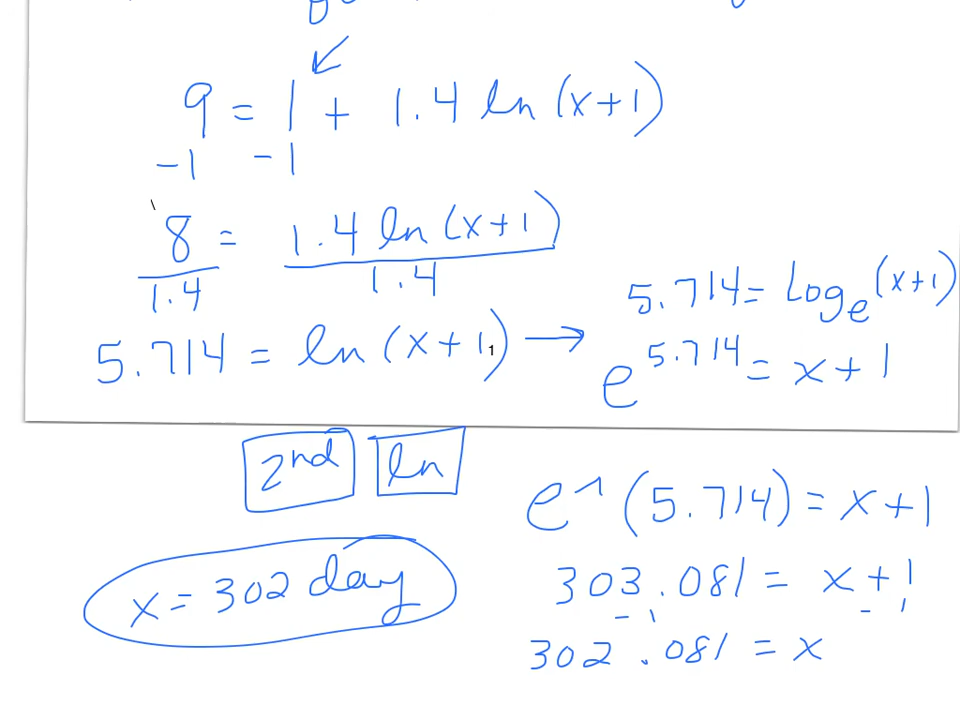 9 = 1 + 1.4 ln (x+1)
-1 -1
8 = 1.4 ln (x+1)
1.4 1.4
5.714 = ln (x+1) → 5.714 = Log_e (x+1)
e^5.714 = x+1
2nd ln
e^(5.714) = x+1
303.081 = x+1
-1 -1
302.081 = x
x = 302 day